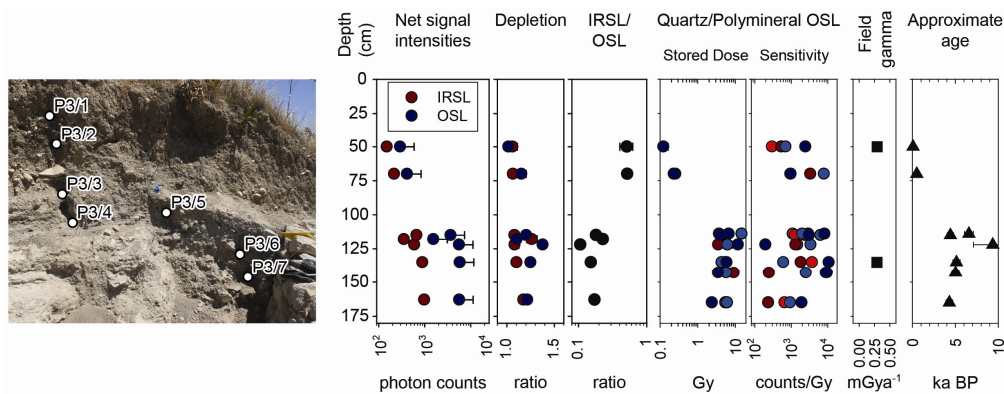 Depth
(cm)
Net signal
intensities
Depletion
IRSL/
OSL
Quartz/Polymineral OSL
Stored Dose
Sensitivity
Field
gamma
Approximate
age
P3/1
P3/2
P3/3
P3/4
P3/5
P3/6
P3/7
0
25
50
75
100
125
150
175
IRSL
OSL
10² 10³ 10⁴
1.0 1.5
0.1 1
0.1 1 10
10² 10³ 10⁴
0.00 0.25 0.50
0 5 10
photon counts
ratio
ratio
Gy
counts/Gy
mGya⁻¹
ka BP